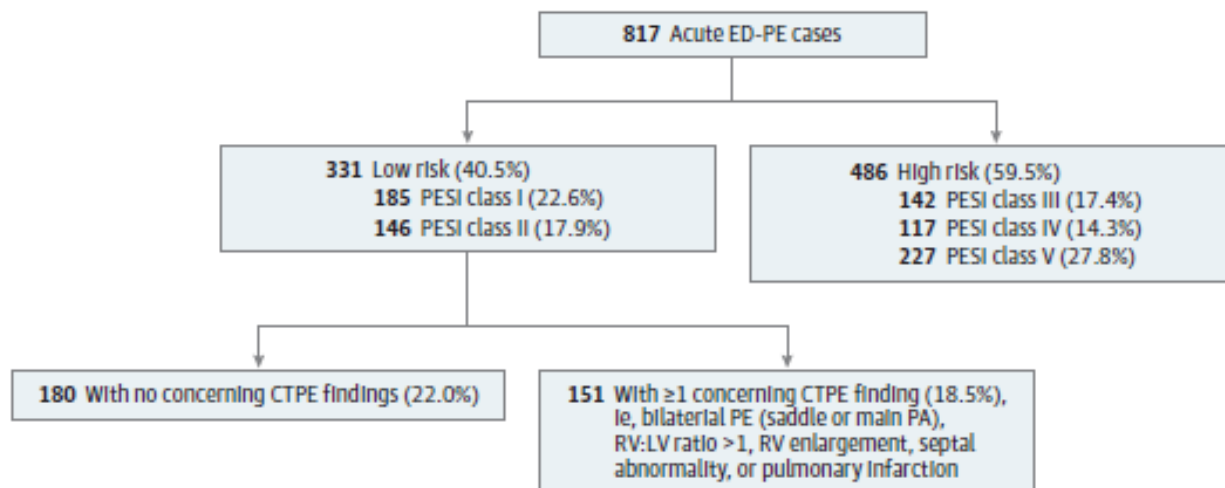 817 Acute ED-PE cases
331 Low risk (40.5%)
185 PESI class I (22.6%)
146 PESI class II (17.9%)
486 High risk (59.5%)
142 PESI class III (17.4%)
117 PESI class IV (14.3%)
227 PESI class V (27.8%)
180 With no concerning CTPE findings (22.0%)
151 With ≥1 concerning CTPE finding (18.5%),
ie, bilaterial PE (saddle or main PA),
RV:LV ratio >1, RV enlargement, septal
abnormality, or pulmonary infarction